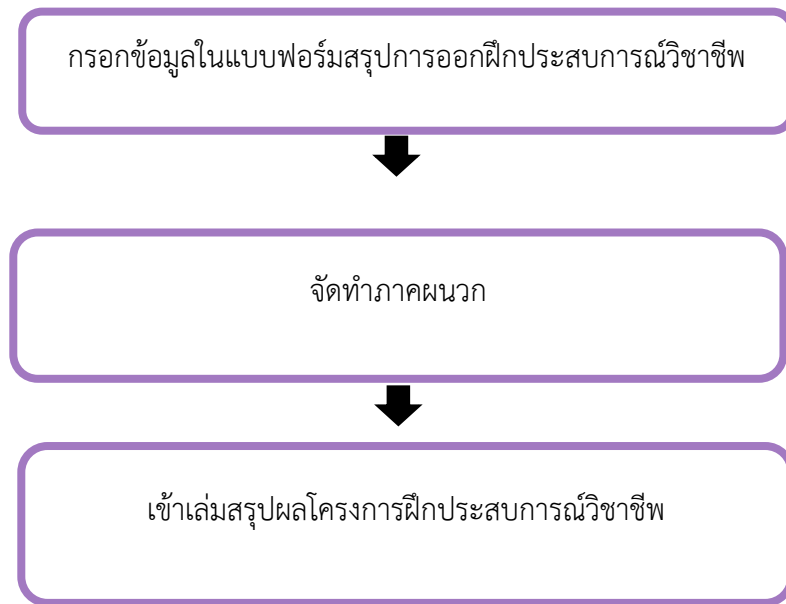 กรอกข้อมูลในแบบฟอร์มสรุปการออกฝึกประสบการณ์วิชาชีพ
จัดทำภาคผนวก
เข้าเล่มสรุปผลโครงการฝึกประสบการณ์วิชาชีพ